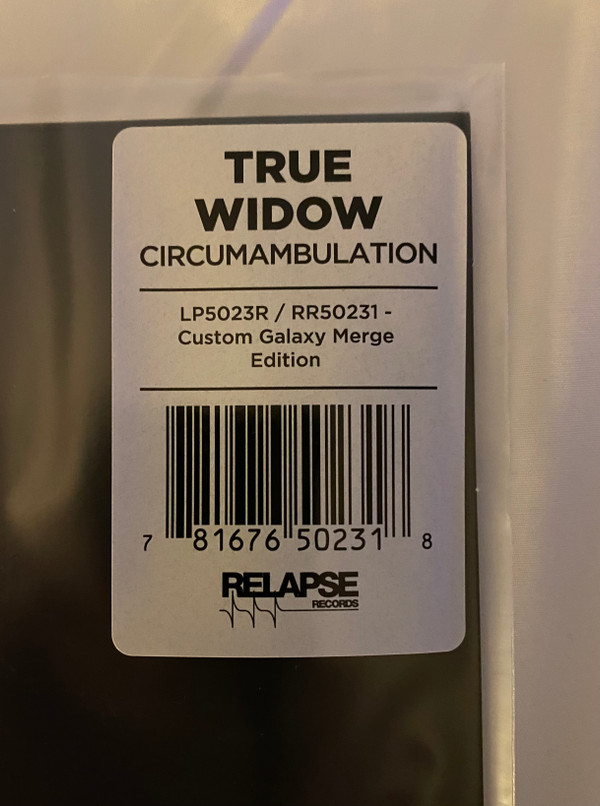 TRUE
WIDOW
CIRCUMAMBULATION
LP5023R / RR50231 -
Custom Galaxy Merge
Edition
7 81676 50231 8
RELAPSE
RECORDS